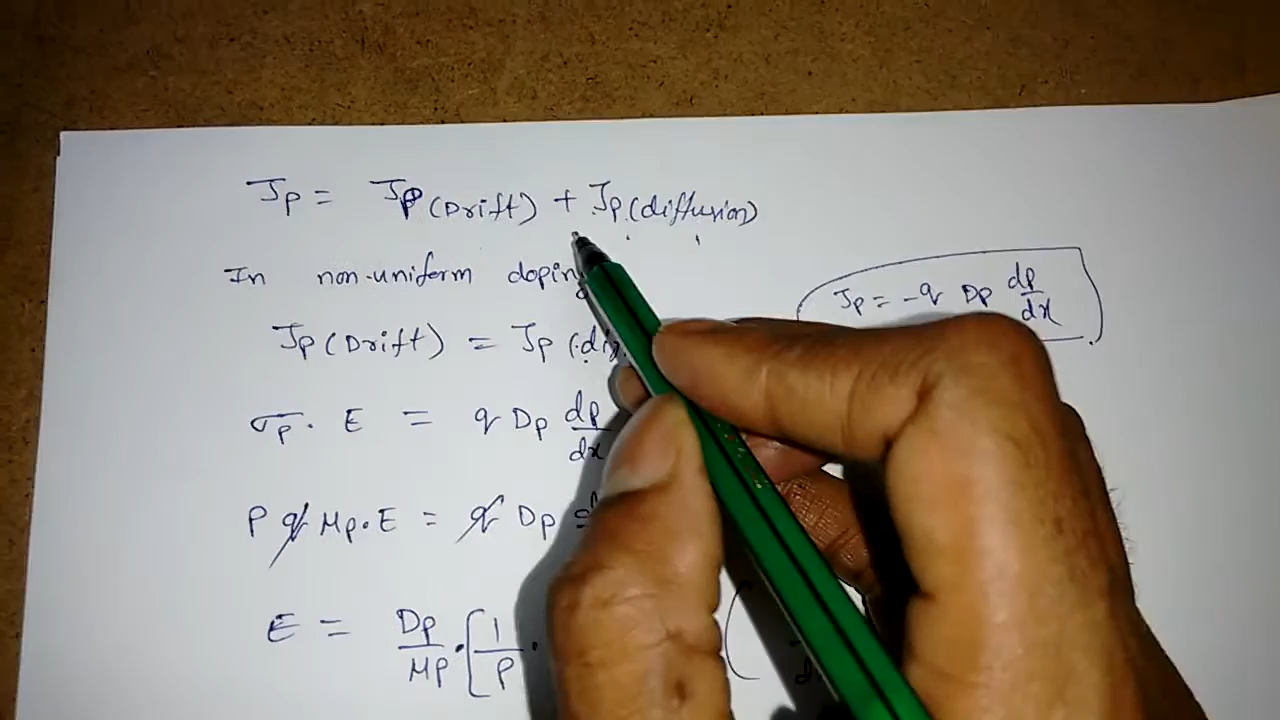 Jp = Jp (Drift) + Jp (diffusion)
In non-uniform doping
Jp = -q Dp dp/dx
Jp (Drift) = Jp
σp. E = q Dp dp/dx
P q μp. E = q Dp
E = Dp/μp . [1/P .